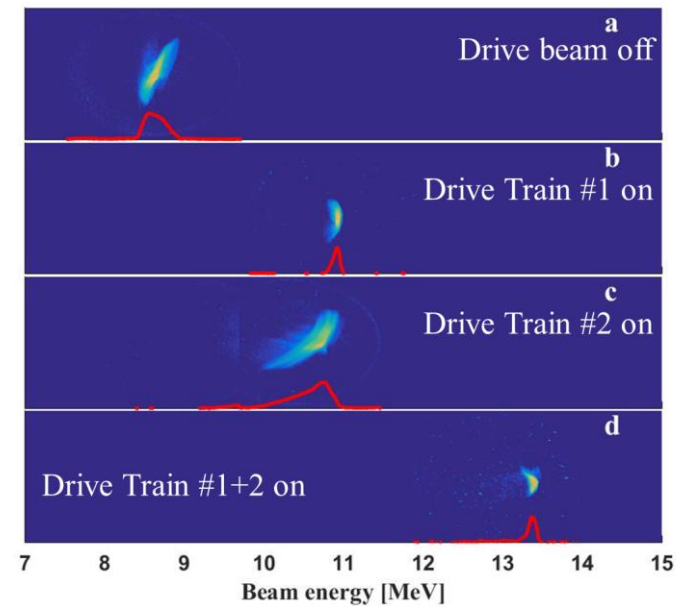 a
Drive beam off
b
Drive Train #1 on
c
Drive Train #2 on
d
Drive Train #1+2 on
7 8 9 10 11 12 13 14 15
Beam energy [MeV]